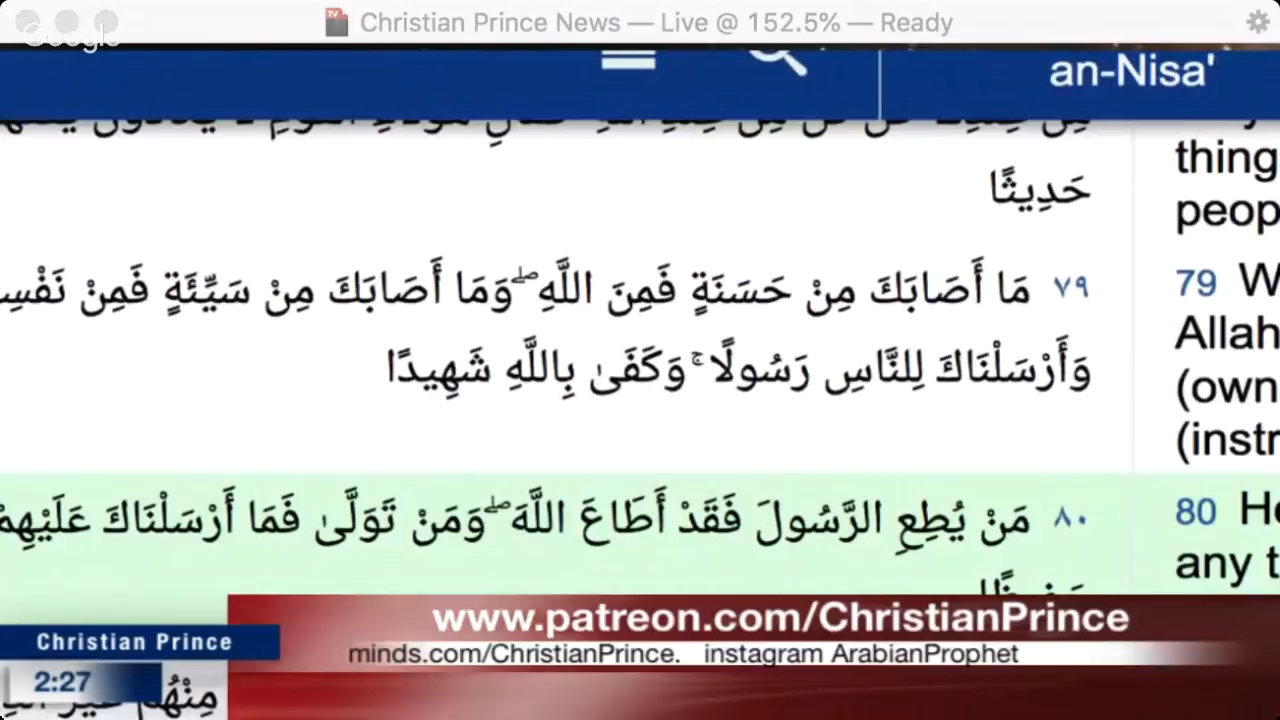 Christian Prince News — Live @ 152.5% — Ready
Google
an-Nisa'
حَدِيثًا
thing
peop
٧٩ مَا أَصَابَكَ مِنْ حَسَنَةٍ فَمِنَ اللَّهِ ۖ وَمَا أَصَابَكَ مِنْ سَيِّئَةٍ فَمِنْ نَفْسِ
وَأَرْسَلْنَاكَ لِلنَّاسِ رَسُولًا ۚ وَكَفَىٰ بِاللَّهِ شَهِيدًا
79 W
Allah
(own
(instr
٨٠ مَنْ يُطِعِ الرَّسُولَ فَقَدْ أَطَاعَ اللَّهَ ۖ وَمَنْ تَوَلَّىٰ فَمَا أَرْسَلْنَاكَ عَلَيْهِمْ
80 He
any t
www.patreon.com/ChristianPrince
Christian Prince
minds.com/ChristianPrince. instagram ArabianProphet
2:27
مِنْهُمْ غَيْرَ